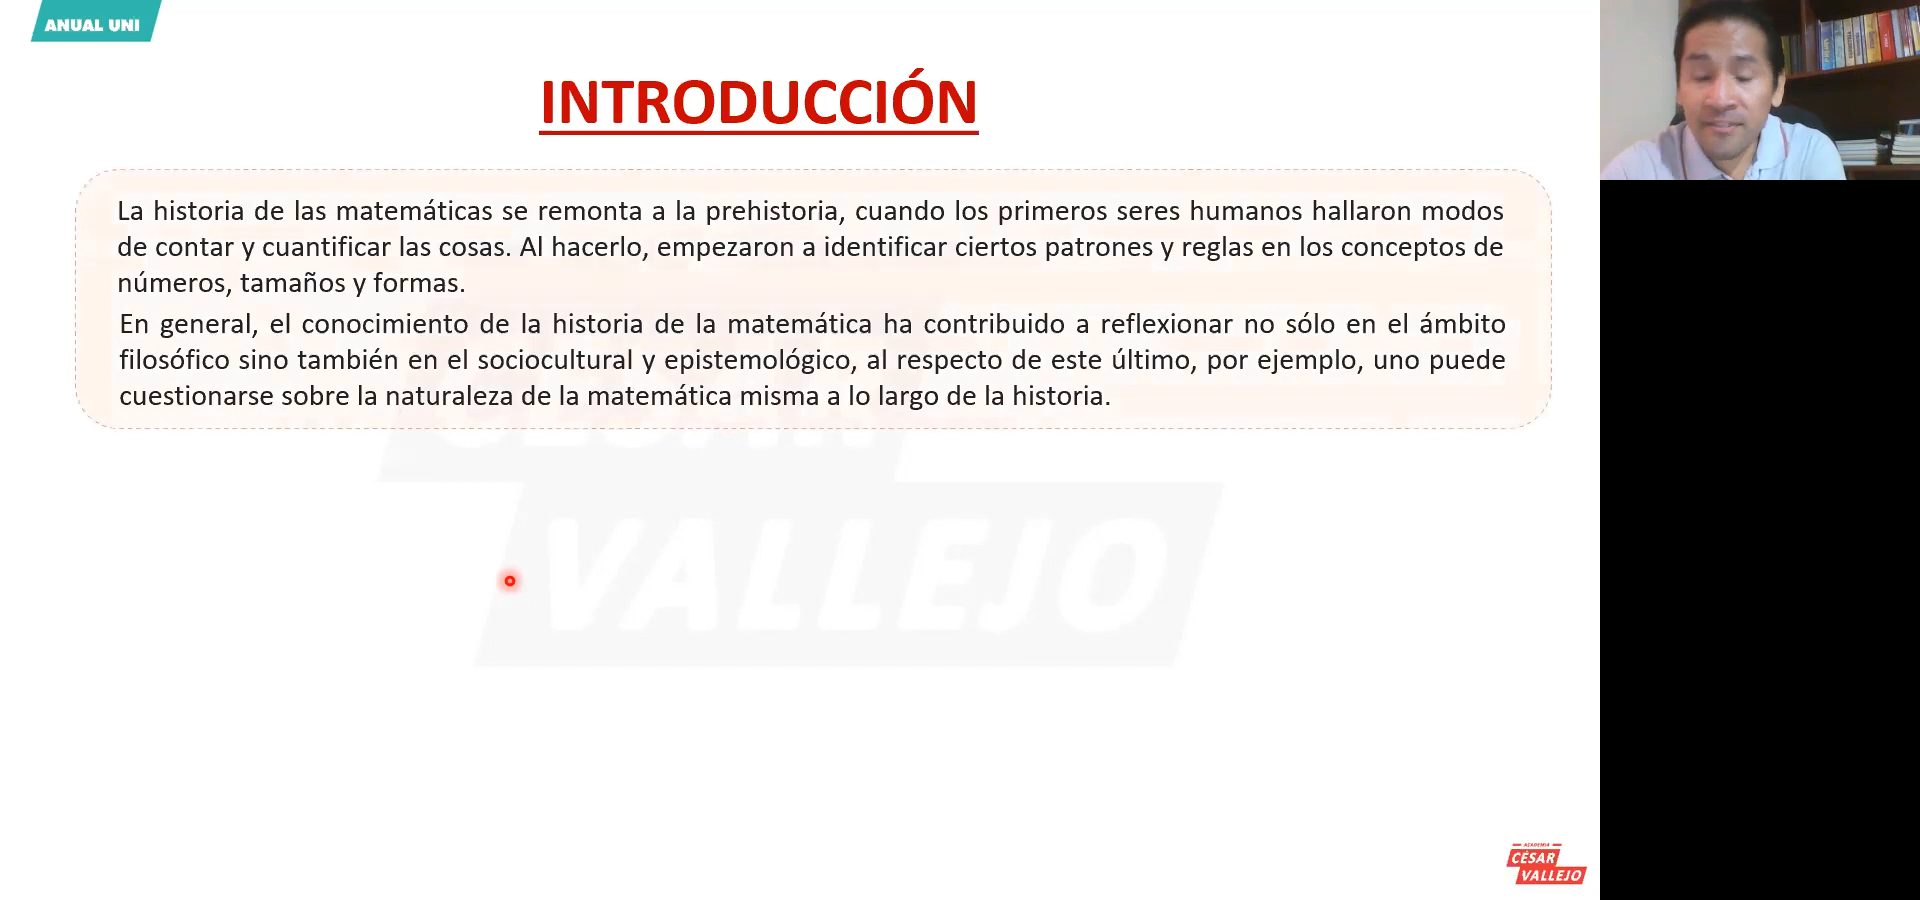 ANUAL UNI
INTRODUCCIÓN
La historia de las matemáticas se remonta a la prehistoria, cuando los primeros seres humanos hallaron modos
de contar y cuantificar las cosas. Al hacerlo, empezaron a identificar ciertos patrones y reglas en los conceptos de
números, tamaños y formas.
En general, el conocimiento de la historia de la matemática ha contribuido a reflexionar no sólo en el ámbito
filosófico sino también en el sociocultural y epistemológico, al respecto de este último, por ejemplo, uno puede
cuestionarse sobre la naturaleza de la matemática misma a lo largo de la historia.
CÉSAR
VALLEJO
ACADEMIA
CÉSAR
VALLEJO